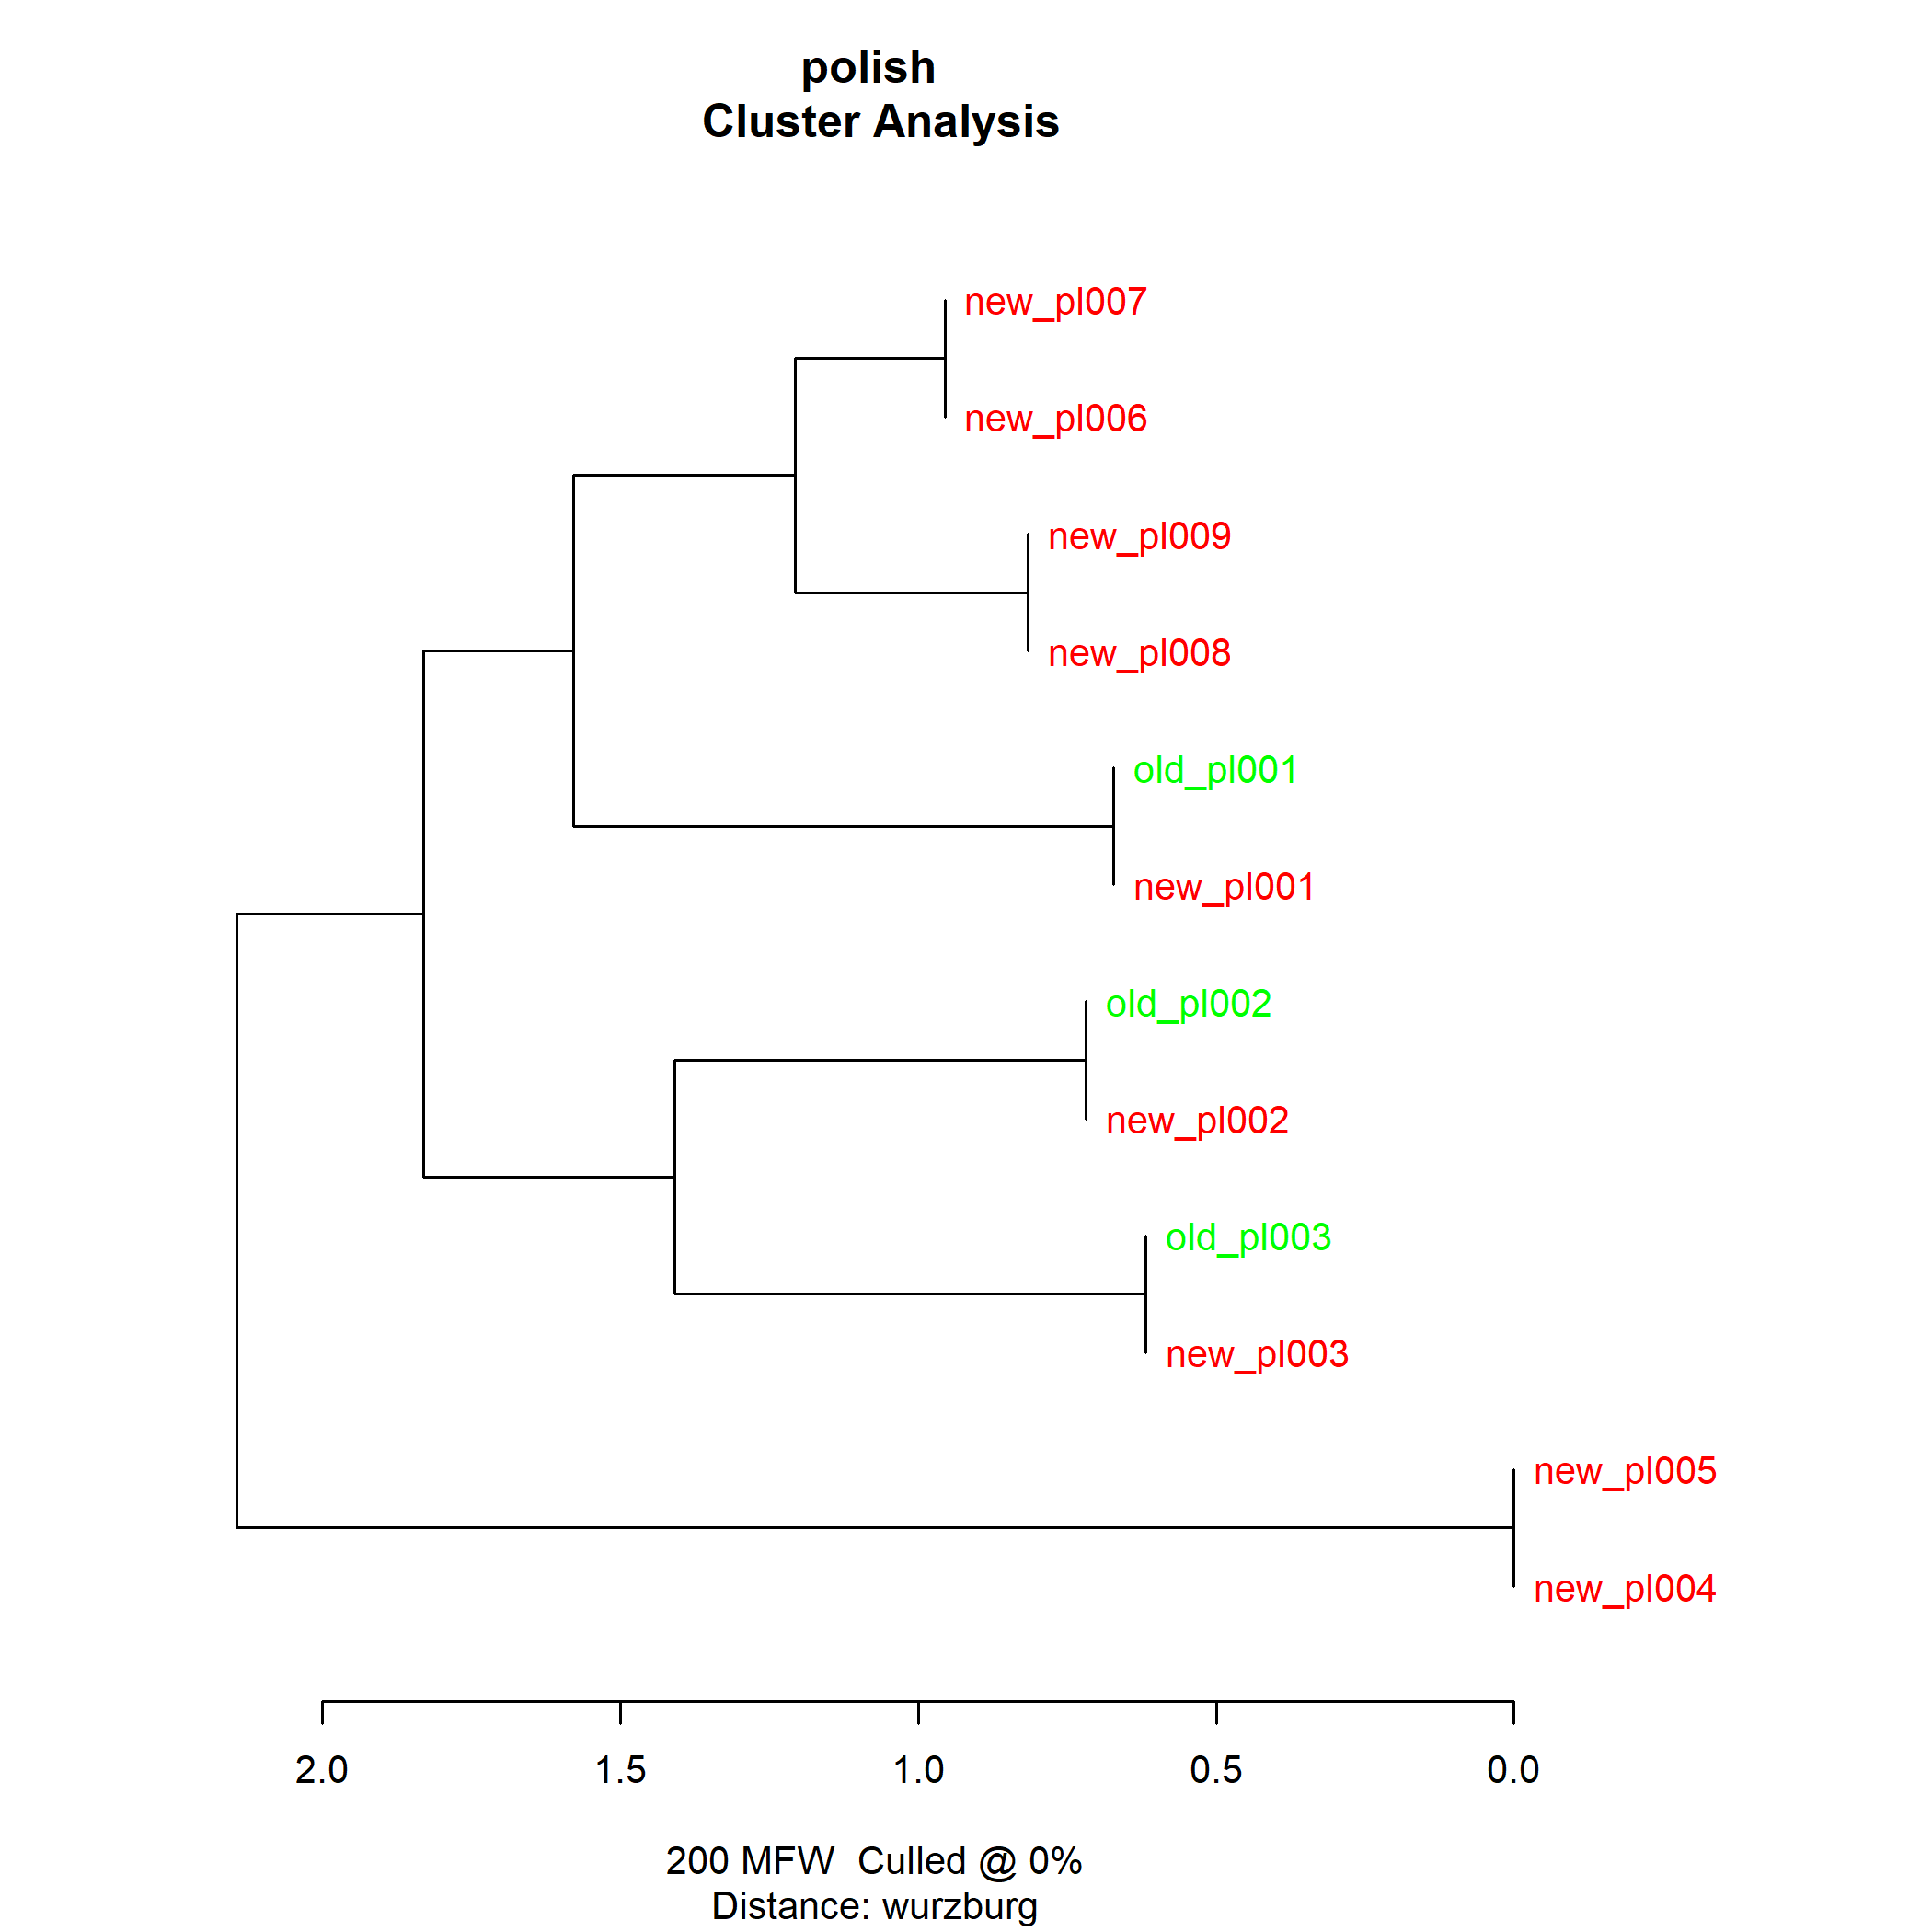 polish
Cluster Analysis
new_pl007
new_pl006
new_pl009
new_pl008
old_pl001
new_pl001
old_pl002
new_pl002
old_pl003
new_pl003
new_pl005
new_pl004
2.0 1.5 1.0 0.5 0.0
200 MFW  Culled @ 0%
Distance: wurzburg